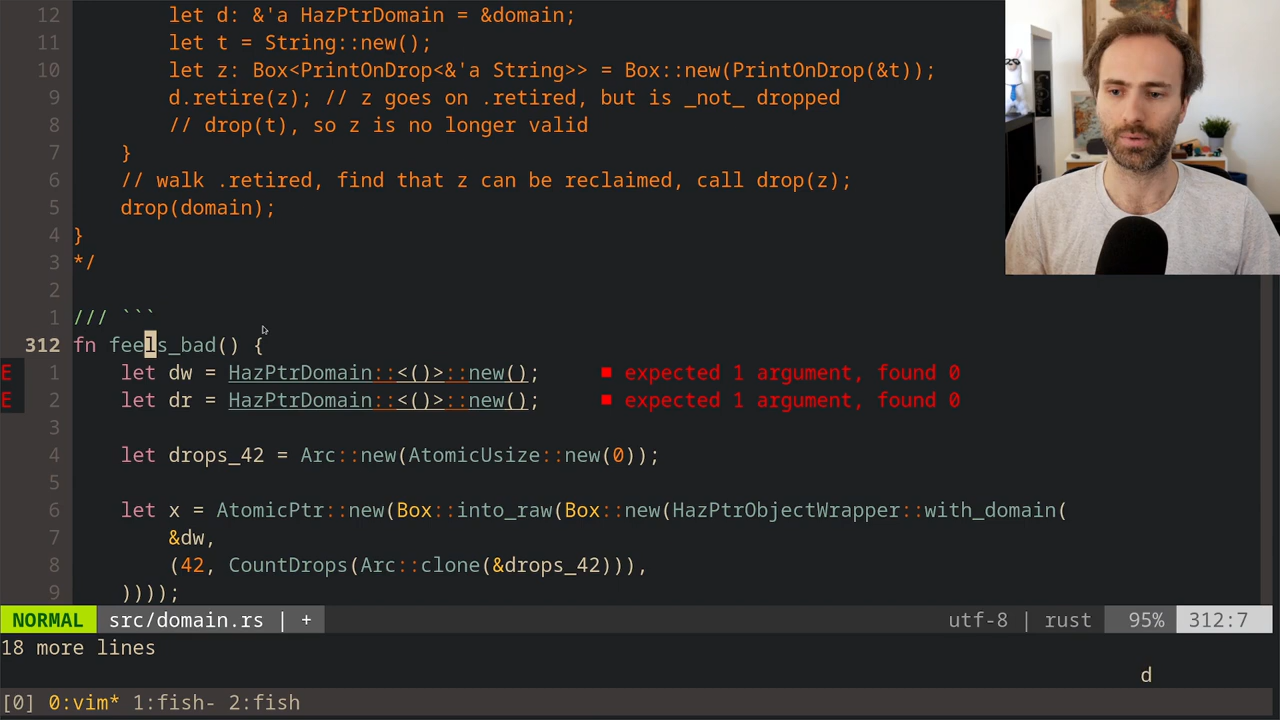 12 let d: &'a HazPtrDomain = &domain;
11 let t = String::new();
10 let z: Box<PrintOnDrop<&'a String>> = Box::new(PrintOnDrop(&t));
9 d.retire(z); // z goes on .retired, but is _not_ dropped
8 // drop(t), so z is no longer valid
7 }
6 // walk .retired, find that z can be reclaimed, call drop(z);
5 drop(domain);
4 }
3 */
2
1 /// ```
312 fn feels_bad() {
E 1 let dw = HazPtrDomain::<()>::new(); ■ expected 1 argument, found 0
E 2 let dr = HazPtrDomain::<()>::new(); ■ expected 1 argument, found 0
3
4 let drops_42 = Arc::new(AtomicUsize::new(0));
5
6 let x = AtomicPtr::new(Box::into_raw(Box::new(HazPtrObjectWrapper::with_domain(
7 &dw,
8 (42, CountDrops(Arc::clone(&drops_42))),
9 ))));
NORMAL src/domain.rs | + utf-8 | rust 95% 312:7
18 more lines
d
[0] 0:vim* 1:fish- 2:fish